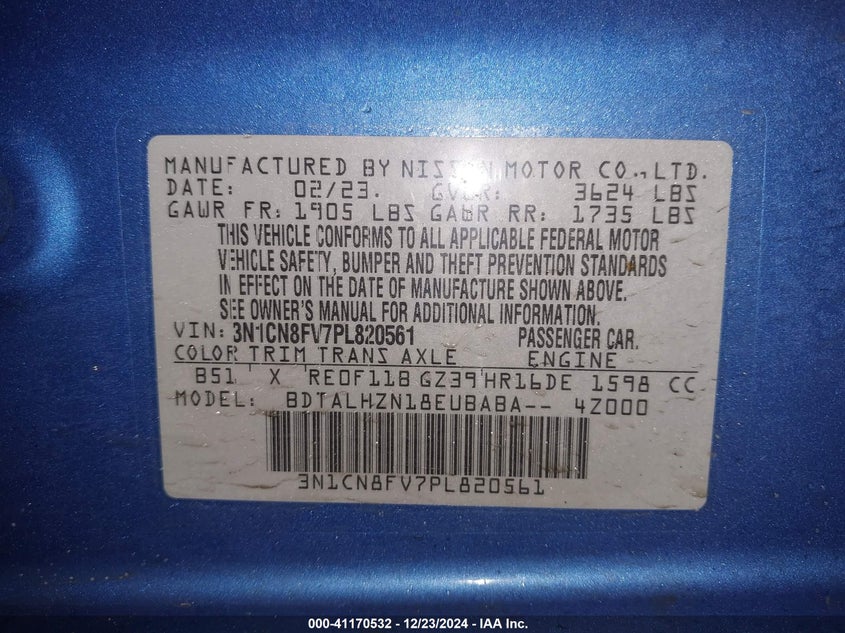 MANUFACTURED BY NISSAN MOTOR CO., LTD.
DATE: 02/23. GVWR: 3624 LBS
GAWR FR: 1905 LBS GAWR RR: 1735 LBS
THIS VEHICLE CONFORMS TO ALL APPLICABLE FEDERAL MOTOR
VEHICLE SAFETY, BUMPER AND THEFT PREVENTION STANDARDS
IN EFFECT ON THE DATE OF MANUFACTURE SHOWN ABOVE.
SEE OWNER'S MANUAL FOR ADDITIONAL INFORMATION.
VIN: 3N1CN8FV7PL820561 PASSENGER CAR.
COLOR TRIM TRANS AXLE ENGINE
B51 X RE0F11B GZ39 HR16DE 1598 CC
MODEL: BDTALHZN18EUBABA-- 4Z000
3N1CN8FV7PL820561
000-41170532 - 12/23/2024 - IAA Inc.